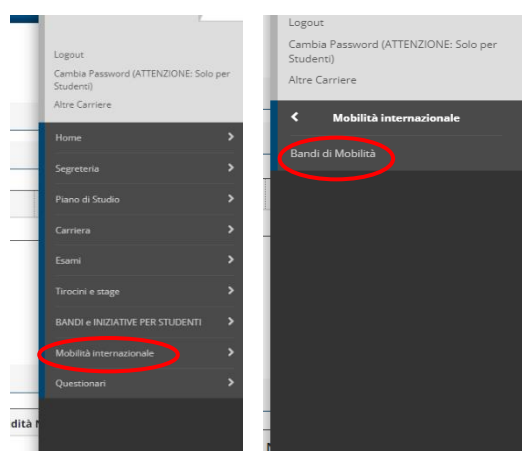 Logout
Cambia Password (ATTENZIONE: Solo per
Studenti)
Altre Carriere
Home
Segreteria
Piano di Studio
Carriera
Esami
Tirocini e stage
BANDI e INIZIATIVE PER STUDENTI
Mobilità internazionale
Questionari
dità
Logout
Cambia Password (ATTENZIONE: Solo per
Studenti)
Altre Carriere
Mobilità internazionale
Bandi di Mobilità